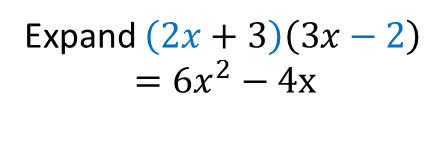 Expand (2x + 3)(3x − 2)
= 6x² − 4x